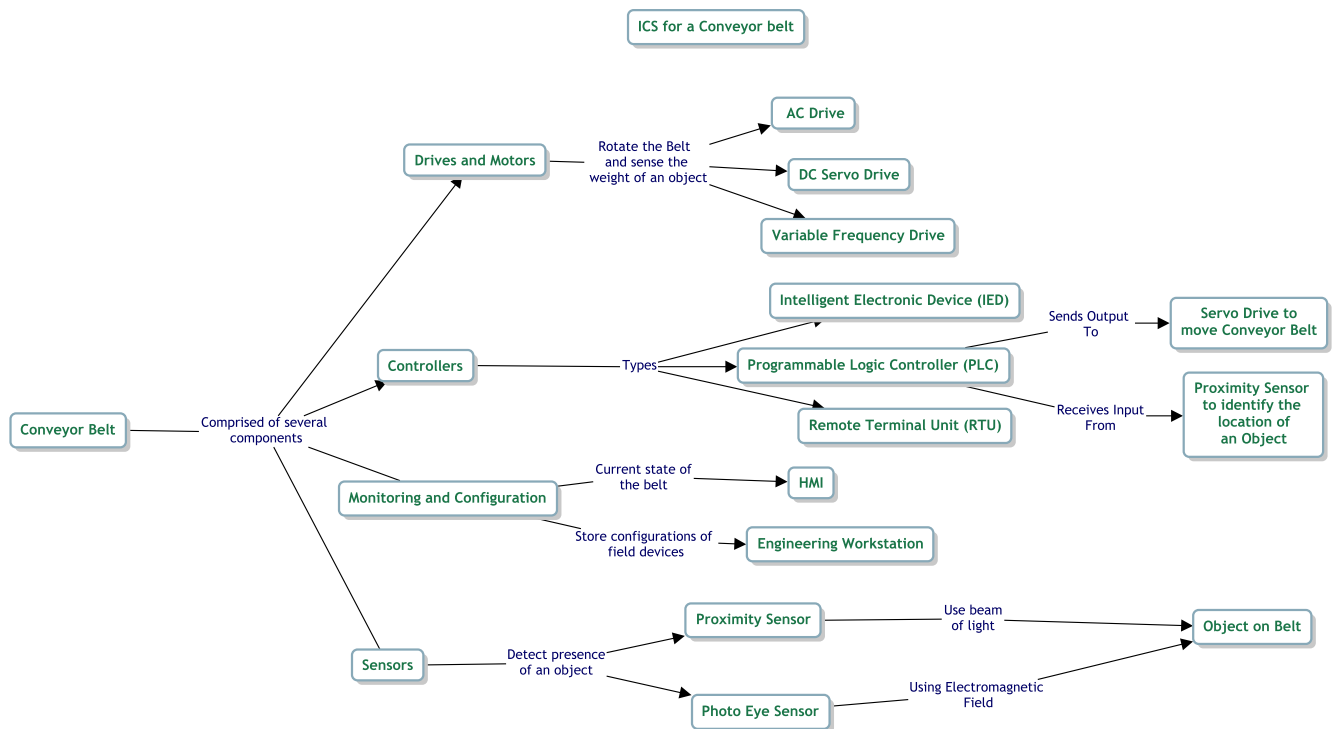 ICS for a Conveyor belt
AC Drive
Drives and Motors
Rotate the Belt
and sense the
weight of an object
DC Servo Drive
Variable Frequency Drive
Intelligent Electronic Device (IED)
Sends Output
To
Servo Drive to
move Conveyor Belt
Controllers
Types
Programmable Logic Controller (PLC)
Receives Input
From
Proximity Sensor
to identify the
location of
an Object
Remote Terminal Unit (RTU)
Conveyor Belt
Comprised of several
components
Monitoring and Configuration
Current state of
the belt
HMI
Store configurations of
field devices
Engineering Workstation
Sensors
Detect presence
of an object
Proximity Sensor
Use beam
of light
Object on Belt
Photo Eye Sensor
Using Electromagnetic
Field